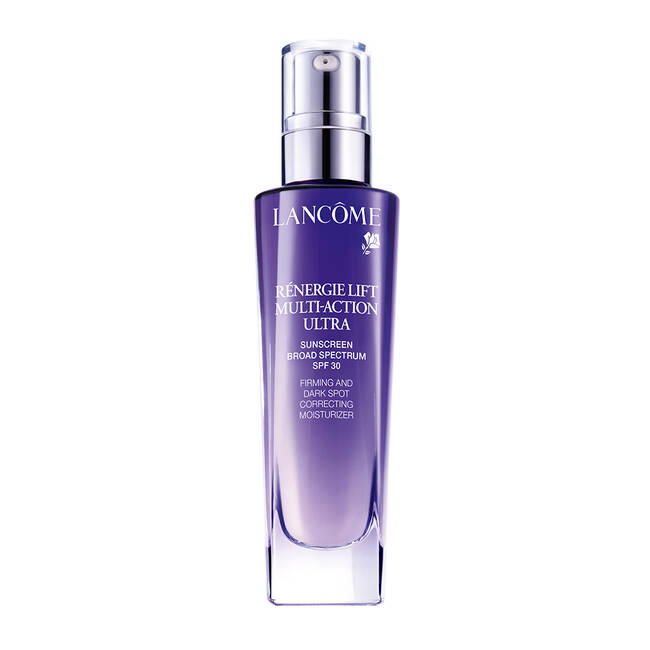 LANCÔME
RÉNERGIE LIFT
MULTI-ACTION
ULTRA
SUNSCREEN
BROAD SPECTRUM
SPF 30
FIRMING AND
DARK SPOT
CORRECTING
MOISTURIZER